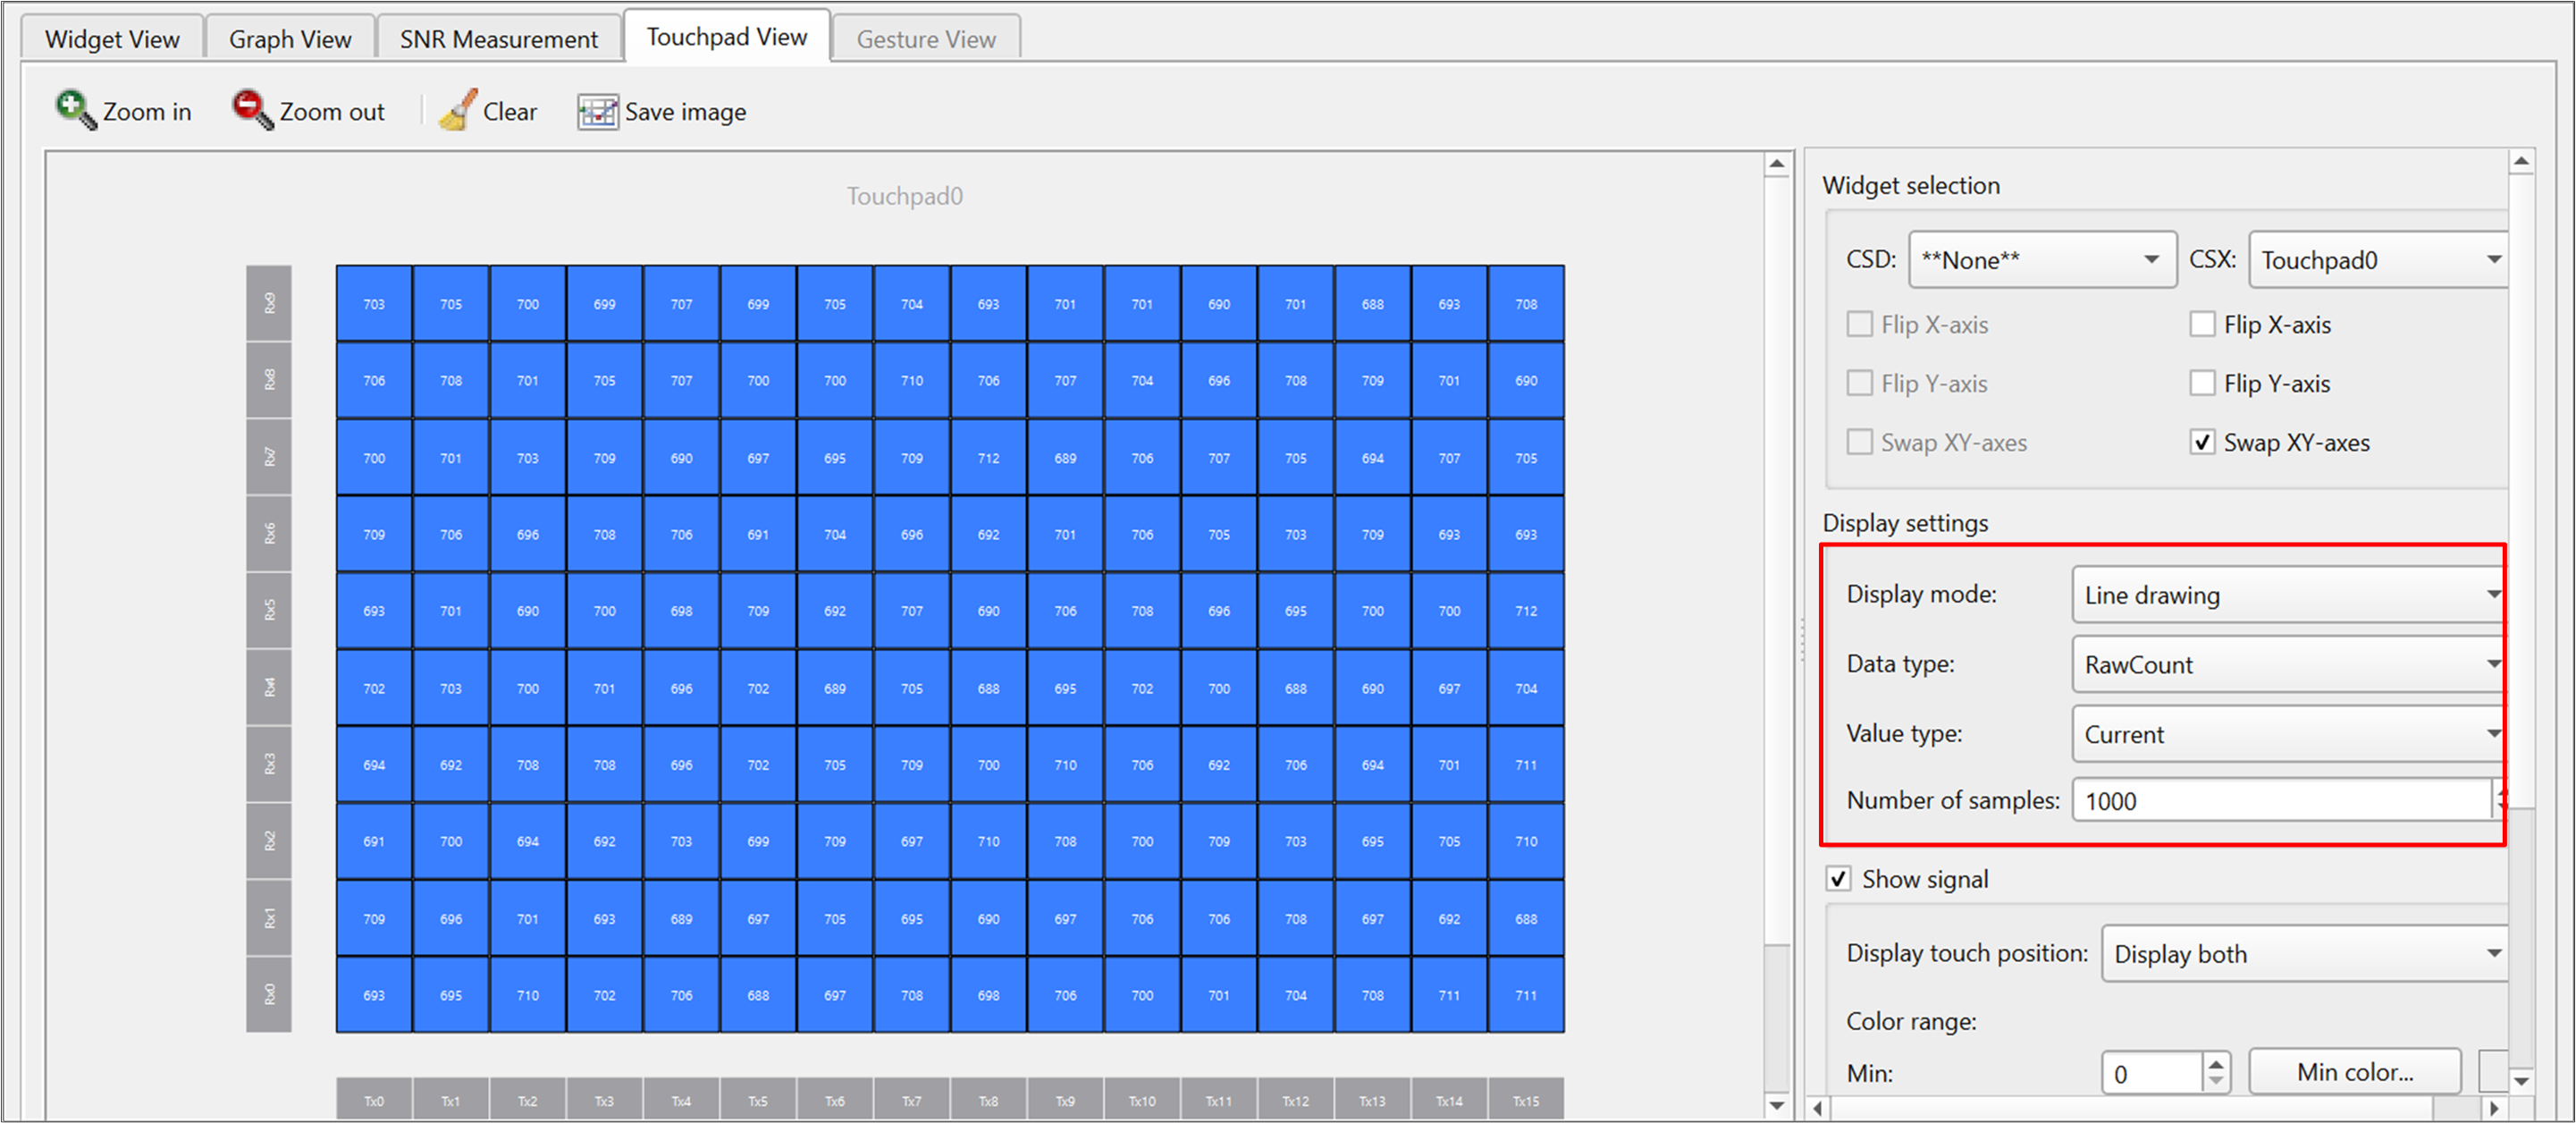 Widget View Graph View SNR Measurement Touchpad View Gesture View
Zoom in Zoom out Clear Save image
Touchpad0
Rx9 703 705 700 699 707 699 705 704 693 701 701 690 701 688 693 708
Rx8 706 708 701 705 707 700 700 710 706 707 704 696 708 709 701 690
Rx7 700 701 703 709 690 697 695 709 712 689 706 707 705 694 707 705
Rx6 709 706 696 708 706 691 704 696 692 701 706 705 703 709 693 693
Rx5 693 701 690 700 698 709 692 707 690 706 708 696 695 700 700 712
Rx4 702 703 700 701 696 702 689 705 688 695 702 700 688 690 697 704
Rx3 694 692 708 708 696 702 705 709 700 710 706 692 706 694 701 711
Rx2 691 700 694 692 703 699 709 697 710 708 700 709 703 695 705 710
Rx1 709 696 701 693 689 697 705 695 690 697 706 706 708 697 692 688
Rx0 693 695 710 702 706 688 697 708 698 706 700 701 704 708 711 711
Tx0 Tx1 Tx2 Tx3 Tx4 Tx5 Tx6 Tx7 Tx8 Tx9 Tx10 Tx11 Tx12 Tx13 Tx14 Tx15
Widget selection
CSD: **None** CSX: Touchpad0
Flip X-axis Flip X-axis
Flip Y-axis Flip Y-axis
Swap XY-axes Swap XY-axes
Display settings
Display mode: Line drawing
Data type: RawCount
Value type: Current
Number of samples: 1000
Show signal
Display touch position: Display both
Color range:
Min: 0 Min color...